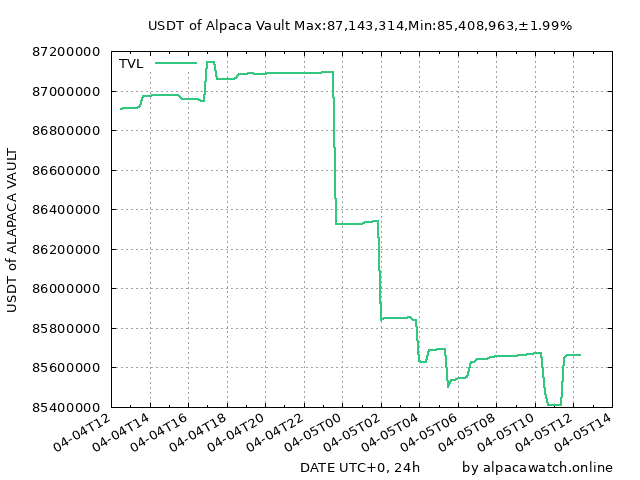 USDT of Alpaca Vault Max:87,143,314,Min:85,408,963,±1.99%
TVL
87200000
87000000
86800000
86600000
86400000
86200000
86000000
85800000
85600000
85400000
USDT of ALAPACA VAULT
04-04T12
04-04T14
04-04T16
04-04T18
04-04T20
04-04T22
04-05T00
04-05T02
04-05T04
04-05T06
04-05T08
04-05T10
04-05T12
04-05T14
DATE UTC+0, 24h
by alpacawatch.online